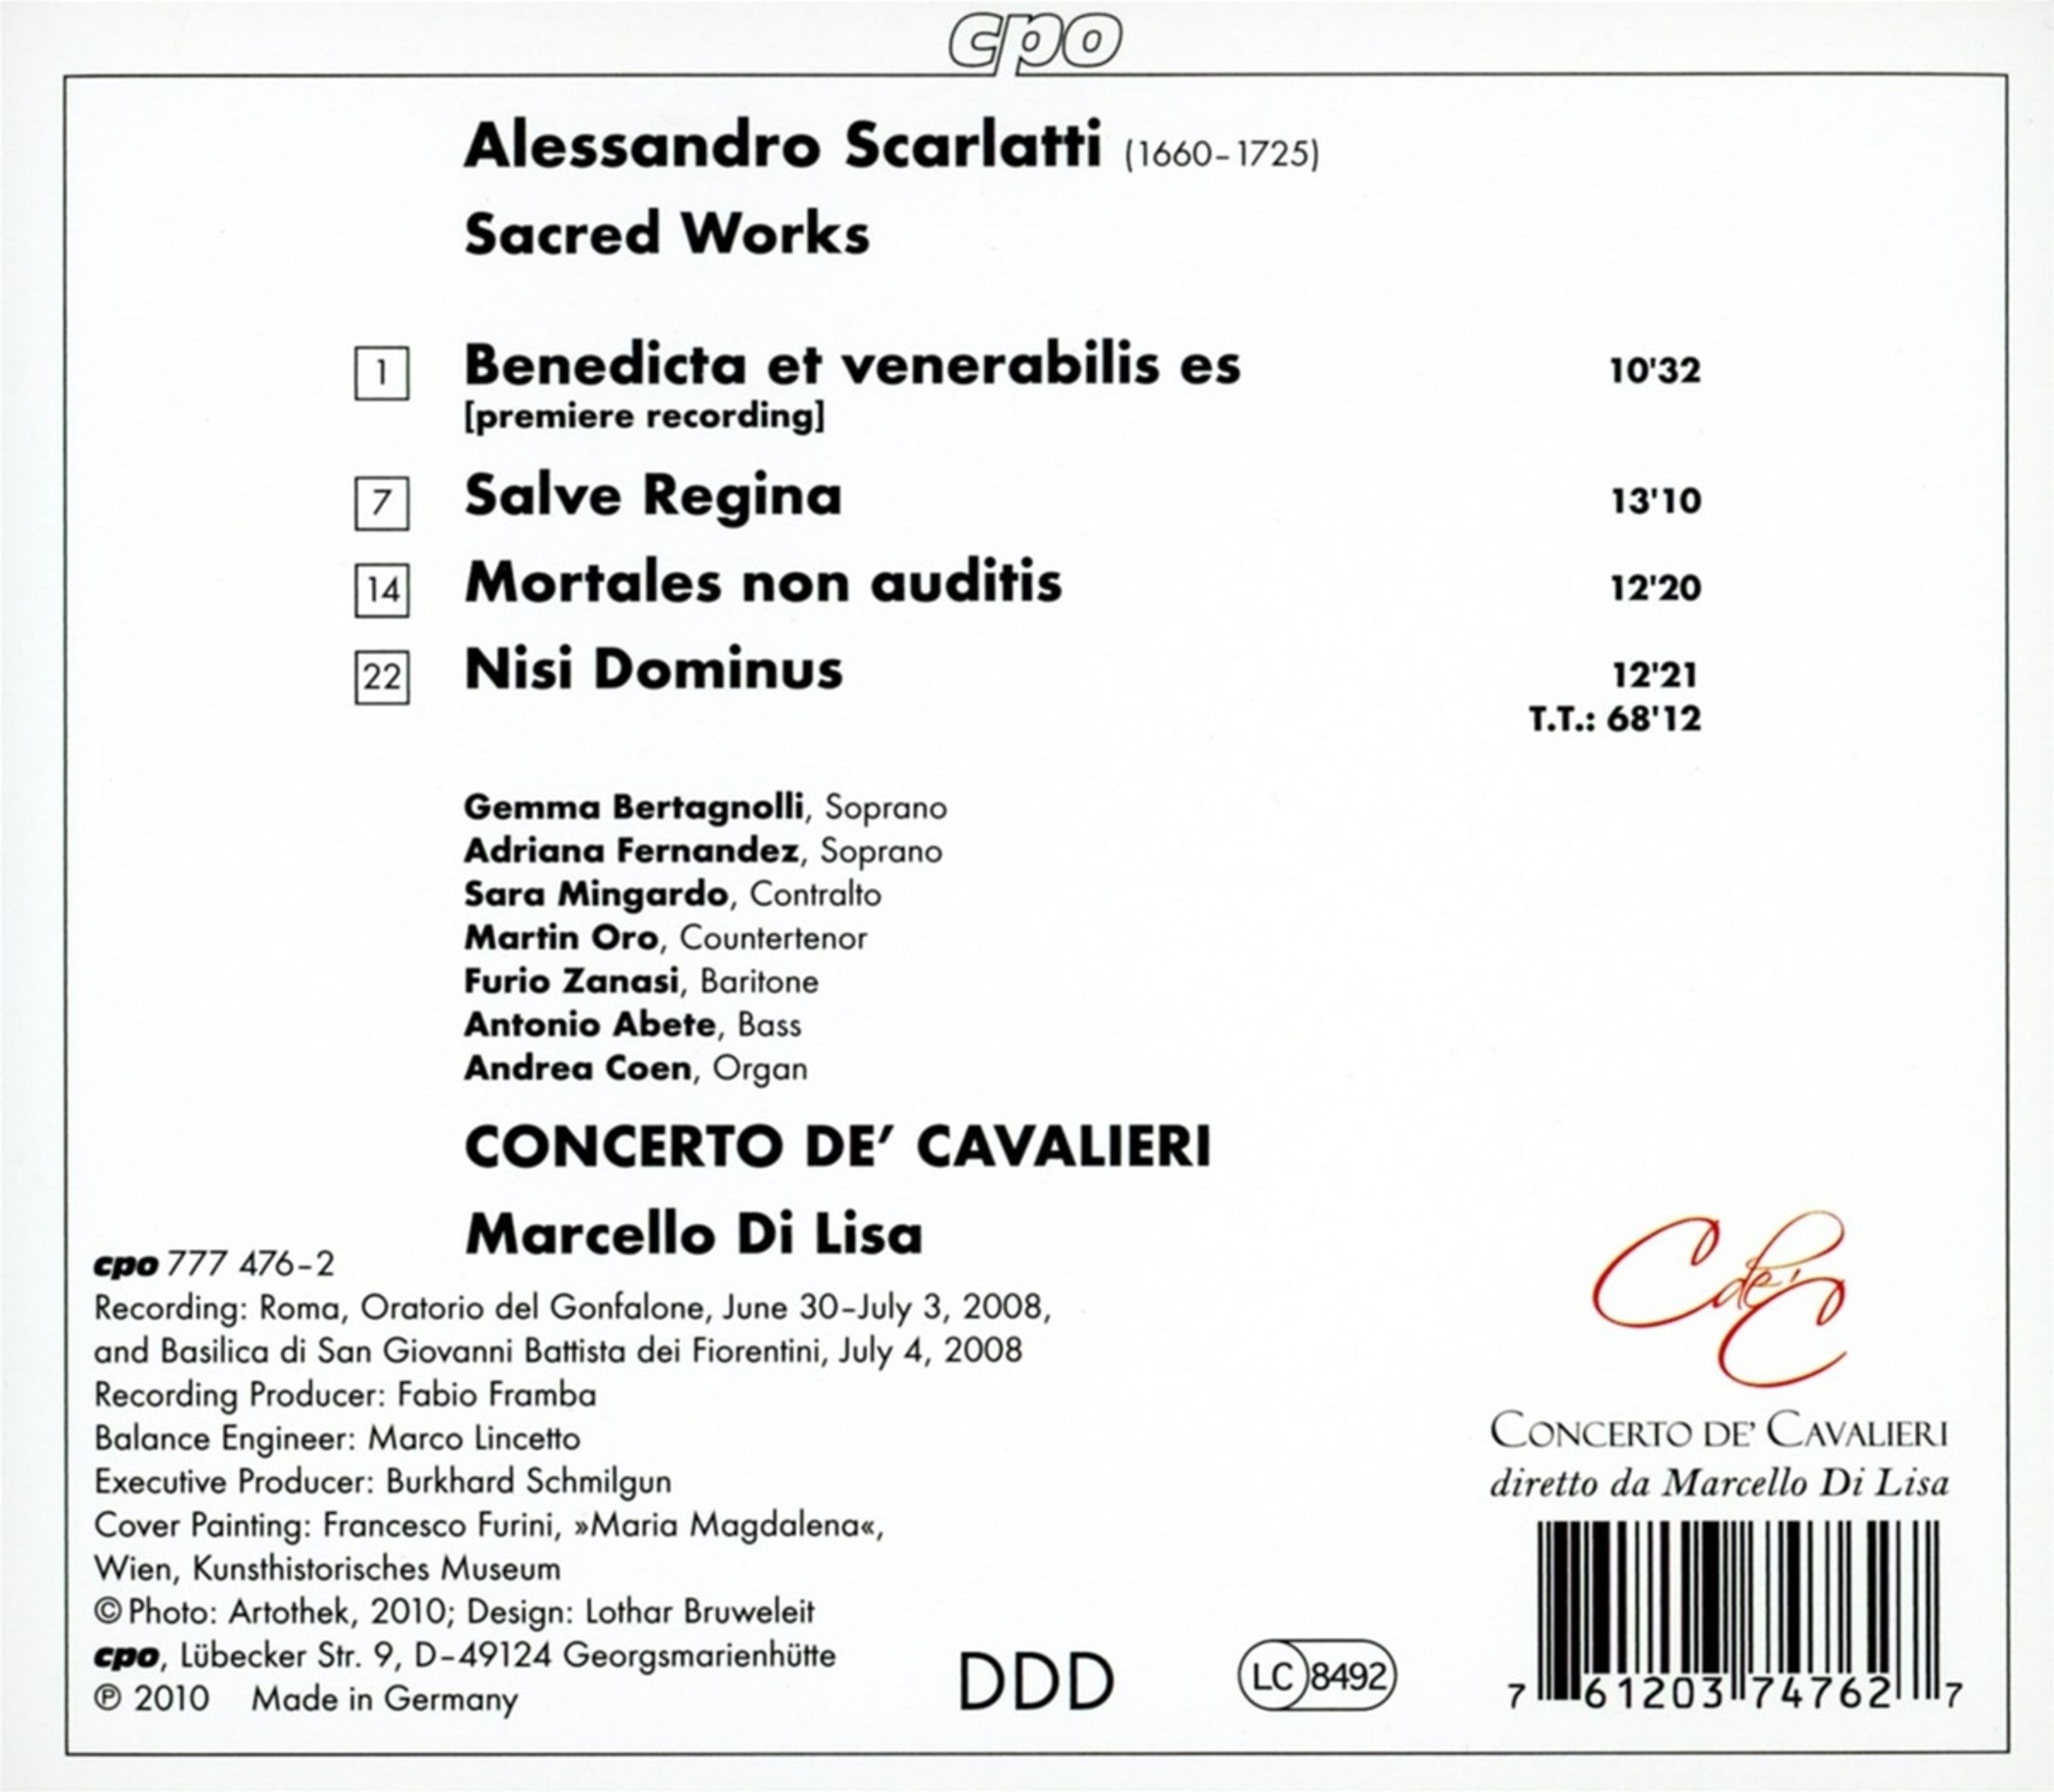 cpo
Alessandro Scarlatti (1660–1725)
Sacred Works
1 Benedicta et venerabilis es 10'32
[premiere recording]
7 Salve Regina 13'10
14 Mortales non auditis 12'20
22 Nisi Dominus 12'21
T.T.: 68'12
Gemma Bertagnolli, Soprano
Adriana Fernandez, Soprano
Sara Mingardo, Contralto
Martin Oro, Countertenor
Furio Zanasi, Baritone
Antonio Abete, Bass
Andrea Coen, Organ
CONCERTO DE’ CAVALIERI
Marcello Di Lisa
cpo 777 476–2
Recording: Roma, Oratorio del Gonfalone, June 30–July 3, 2008,
and Basilica di San Giovanni Battista dei Fiorentini, July 4, 2008
Recording Producer: Fabio Framba
Balance Engineer: Marco Lincetto
Executive Producer: Burkhard Schmilgun
Cover Painting: Francesco Furini, »Maria Magdalena«,
Wien, Kunsthistorisches Museum
© Photo: Artothek, 2010; Design: Lothar Bruweleit
cpo, Lübecker Str. 9, D–49124 Georgsmarienhütte
℗ 2010 Made in Germany
DDD
LC 8492
C de' C
CONCERTO DE’ CAVALIERI
diretto da Marcello Di Lisa
7 61203 74762 7